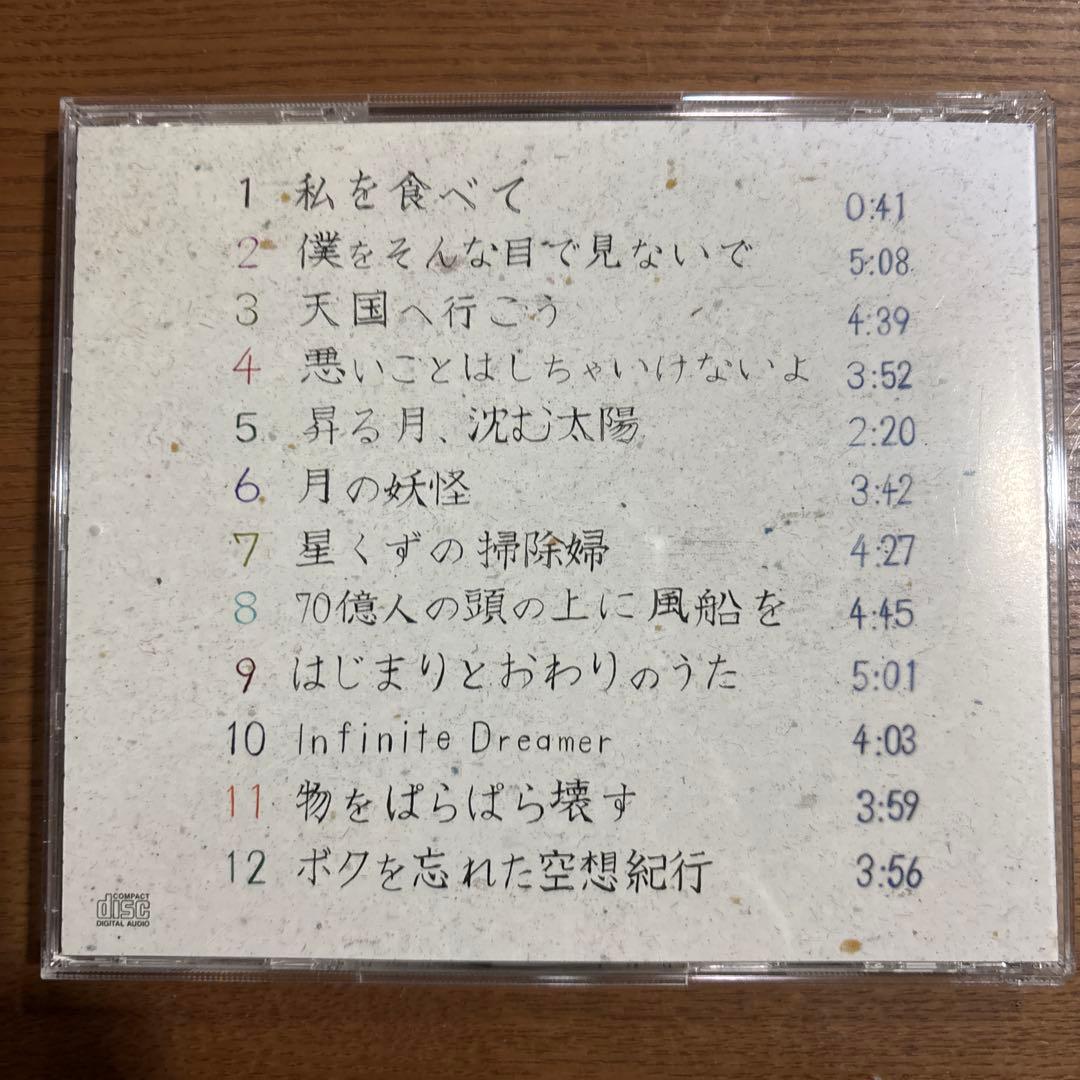 1 私を食べて 0:41
2 僕をそんな目で見ないで 5:08
3 天国へ行こう 4:39
4 悪いことはしちゃいけないよ 3:52
5 昇る月、沈む太陽 2:20
6 月の妖怪 3:42
7 星くずの掃除婦 4:27
8 70億人の頭の上に風船を 4:45
9 はじまりとおわりのうた 5:01
10 Infinite Dreamer 4:03
11 物をぱらぱら壊す 3:59
12 ボクを忘れた空想紀行 3:56
COMPACT
disc
DIGITAL AUDIO